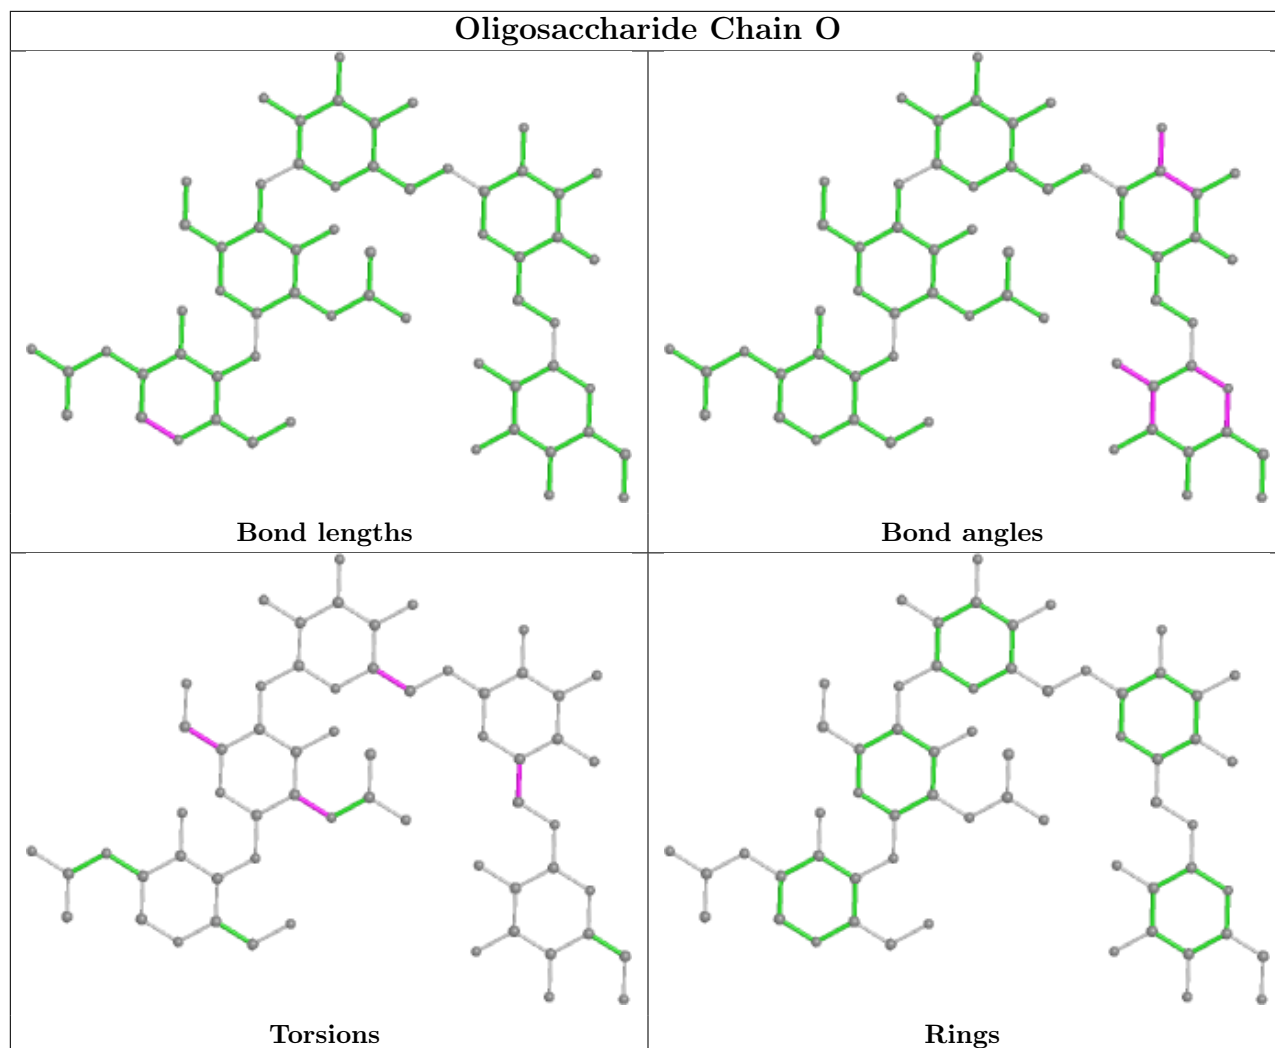 Oligosaccharide Chain O
Bond lengths
Bond angles
Torsions
Rings